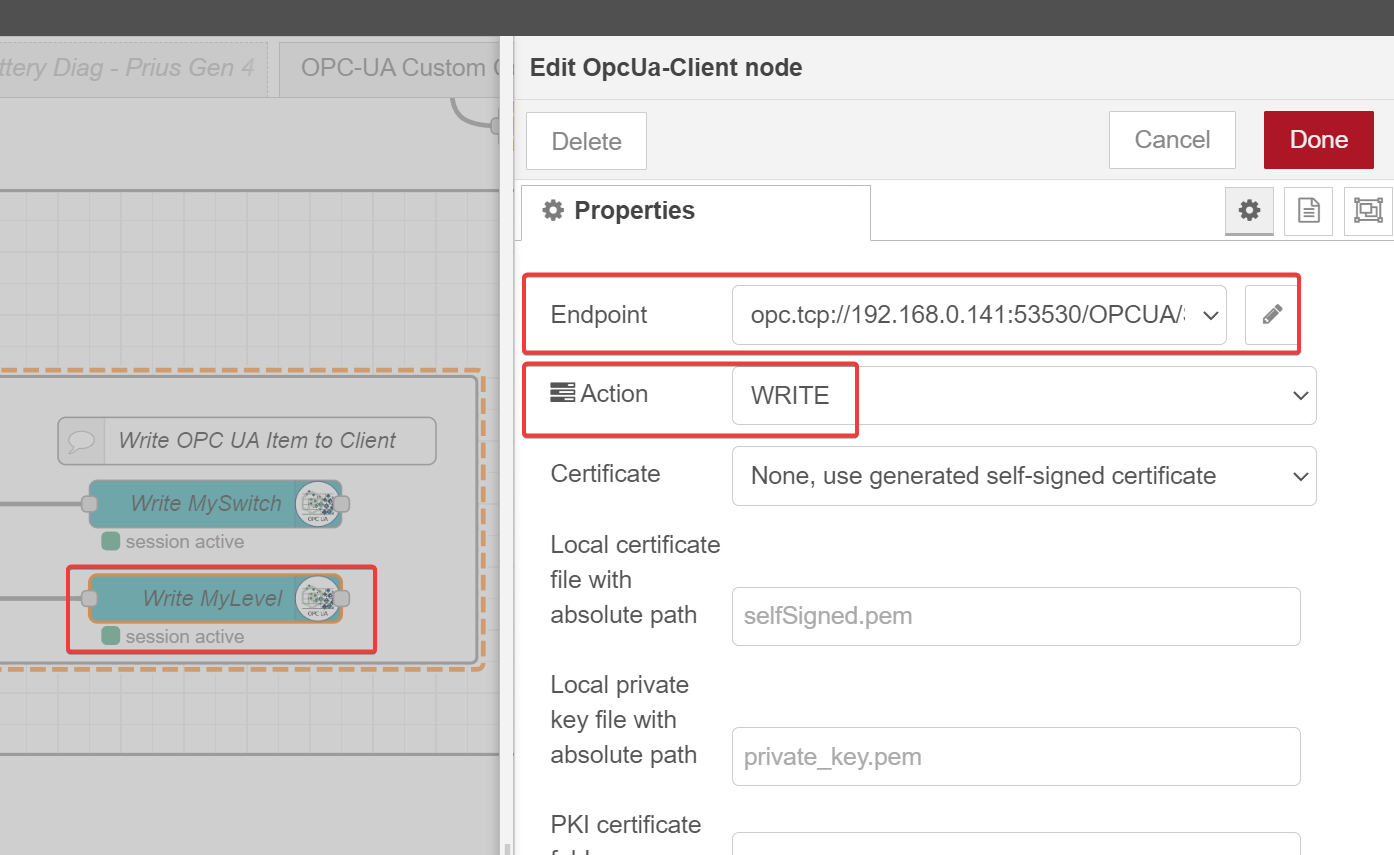 ttery Diag - Prius Gen 4
OPC-UA Custom
Edit OpcUa-Client node
Delete
Cancel
Done
Properties
Endpoint
opc.tcp://192.168.0.141:53530/OPCUA/
Action
WRITE
Certificate
None, use generated self-signed certificate
Local certificate
file with
absolute path
selfSigned.pem
Local private
key file with
absolute path
private_key.pem
PKI certificate
Write OPC UA Item to Client
Write MySwitch
OPC UA
session active
Write MyLevel
OPC UA
session active